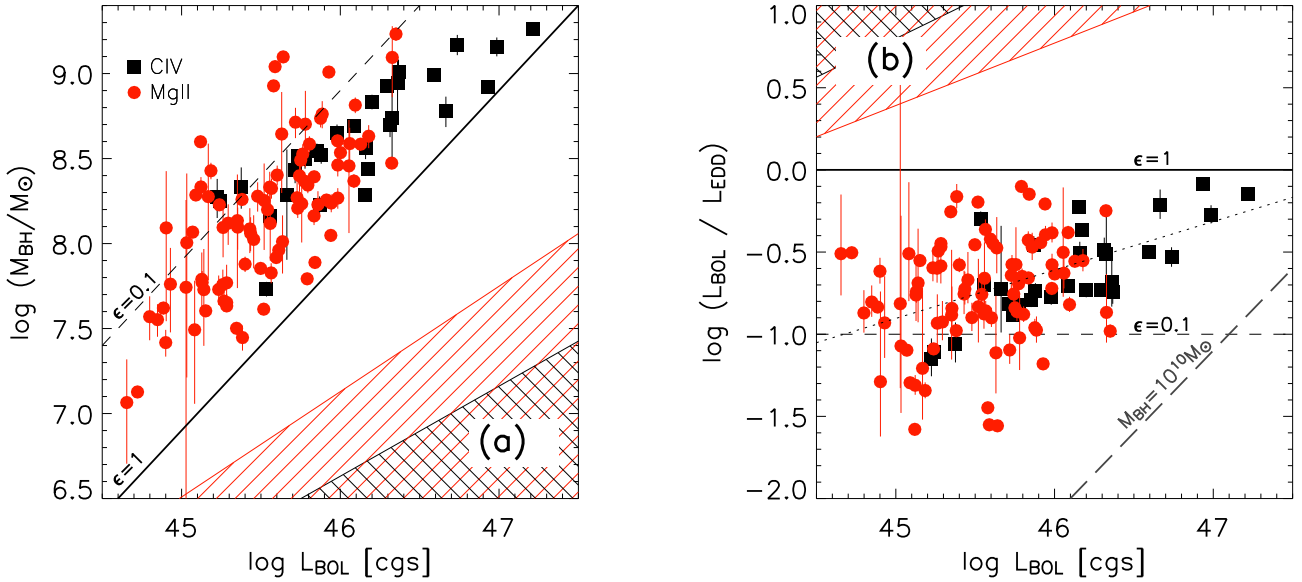 log (M_BH/M⊙)
9.0
8.5
8.0
7.5
7.0
6.5
CIV
MgII
ϵ=0.1
ϵ=1
(a)
45
46
47
log L_BOL [cgs]
log (L_BOL / L_EDD)
1.0
0.5
0.0
−0.5
−1.0
−1.5
−2.0
(b)
ϵ=1
ϵ=0.1
M_BH=10^10M⊙
45
46
47
log L_BOL [cgs]